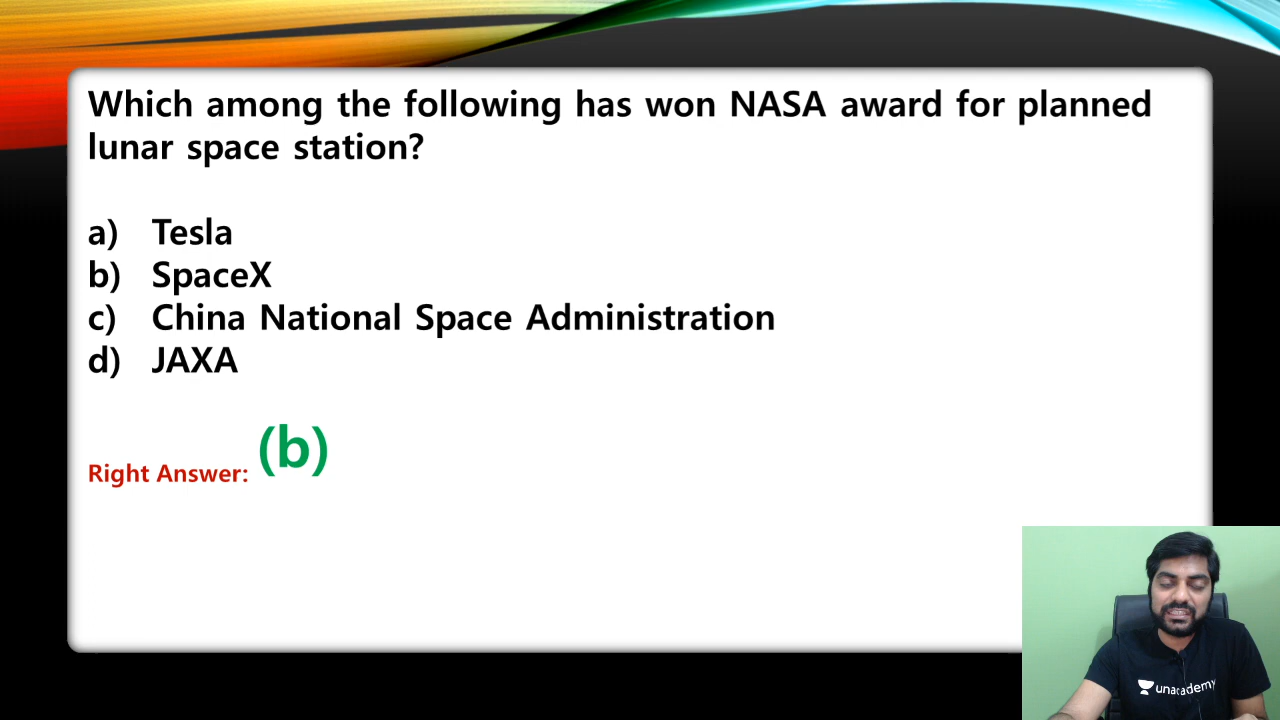 Which among the following has won NASA award for planned
lunar space station?
a) Tesla
b) SpaceX
c) China National Space Administration
d) JAXA
Right Answer: (b)
unacademy